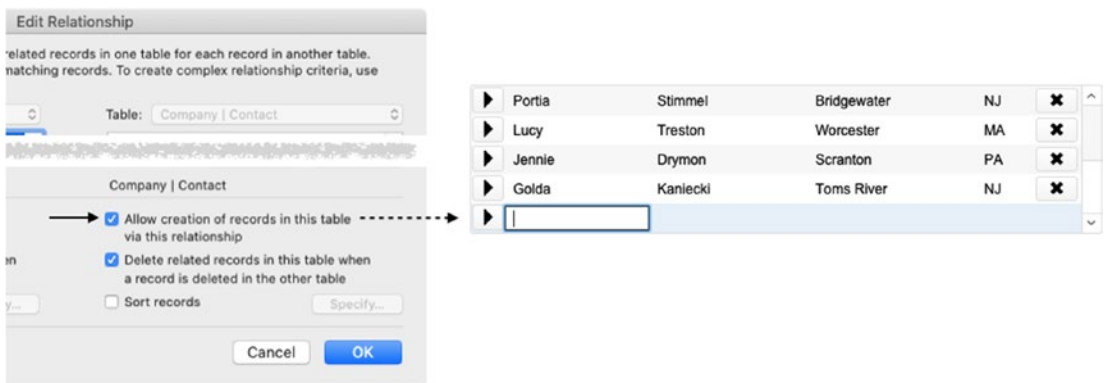 Edit Relationship
related records in one table for each record in another table.
matching records. To create complex relationship criteria, use
Table: Company | Contact
Company | Contact
Allow creation of records in this table
via this relationship
en
Delete related records in this table when
a record is deleted in the other table
y...
Sort records Specify...
Cancel OK
Portia Stimmel Bridgewater NJ
Lucy Treston Worcester MA
Jennie Drymon Scranton PA
Golda Kaniecki Toms River NJ